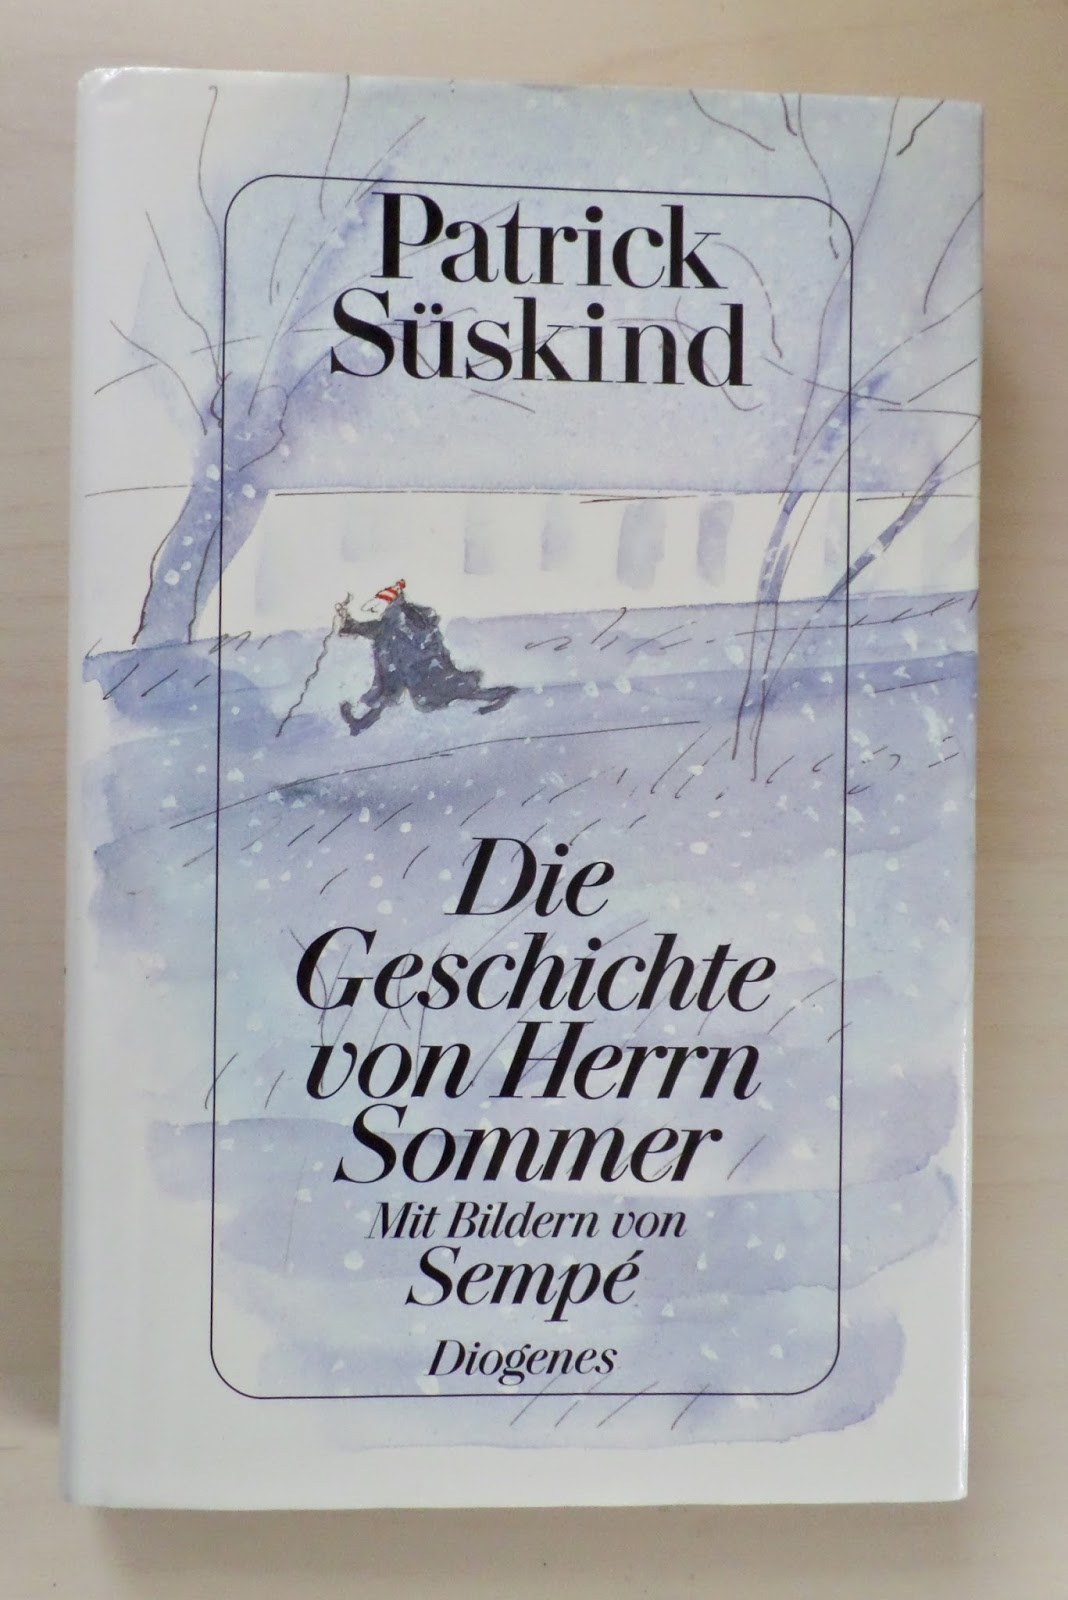 Patrick
Süskind
Die
Geschichte
von Herrn
Sommer
Mit Bildern von
Sempé
Diogenes